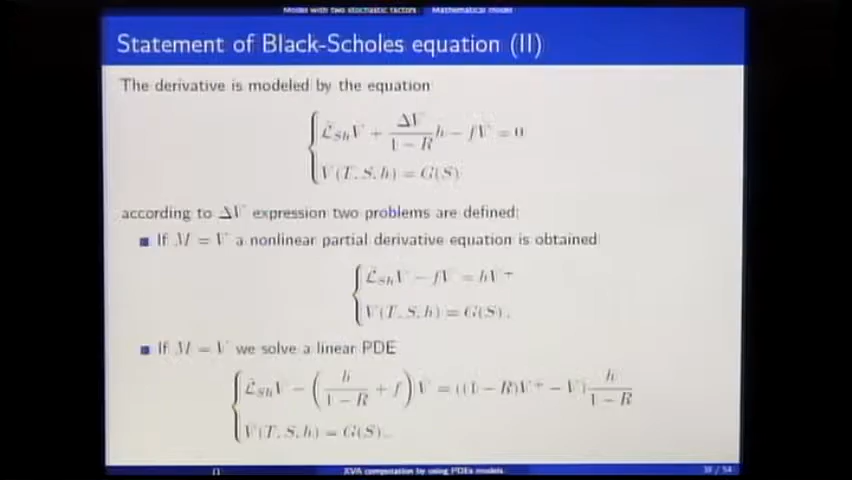 Model with two stochastic factors Mathematical model
Statement of Black-Scholes equation (II)
The derivative is modeled by the equation
L̃_{Sh}V̂ + ΔV̂/(1 − R) h − fV̂ = 0
V̂(T, S, h) = G(S)
according to ΔV̂ expression two problems are defined:
If M = V̂ a nonlinear partial derivative equation is obtained
L̃_{Sh}V̂ − fV̂ = hV̂⁺
V̂(T, S, h) = G(S).
If M = V we solve a linear PDE
L̃_{Sh}V̂ − (h/(1 − R) + f) V̂ = ((1 − R)V⁺ − V) h/(1 − R)
V̂(T, S, h) = G(S).
() XVA computation by using PDEs models 38 / 54